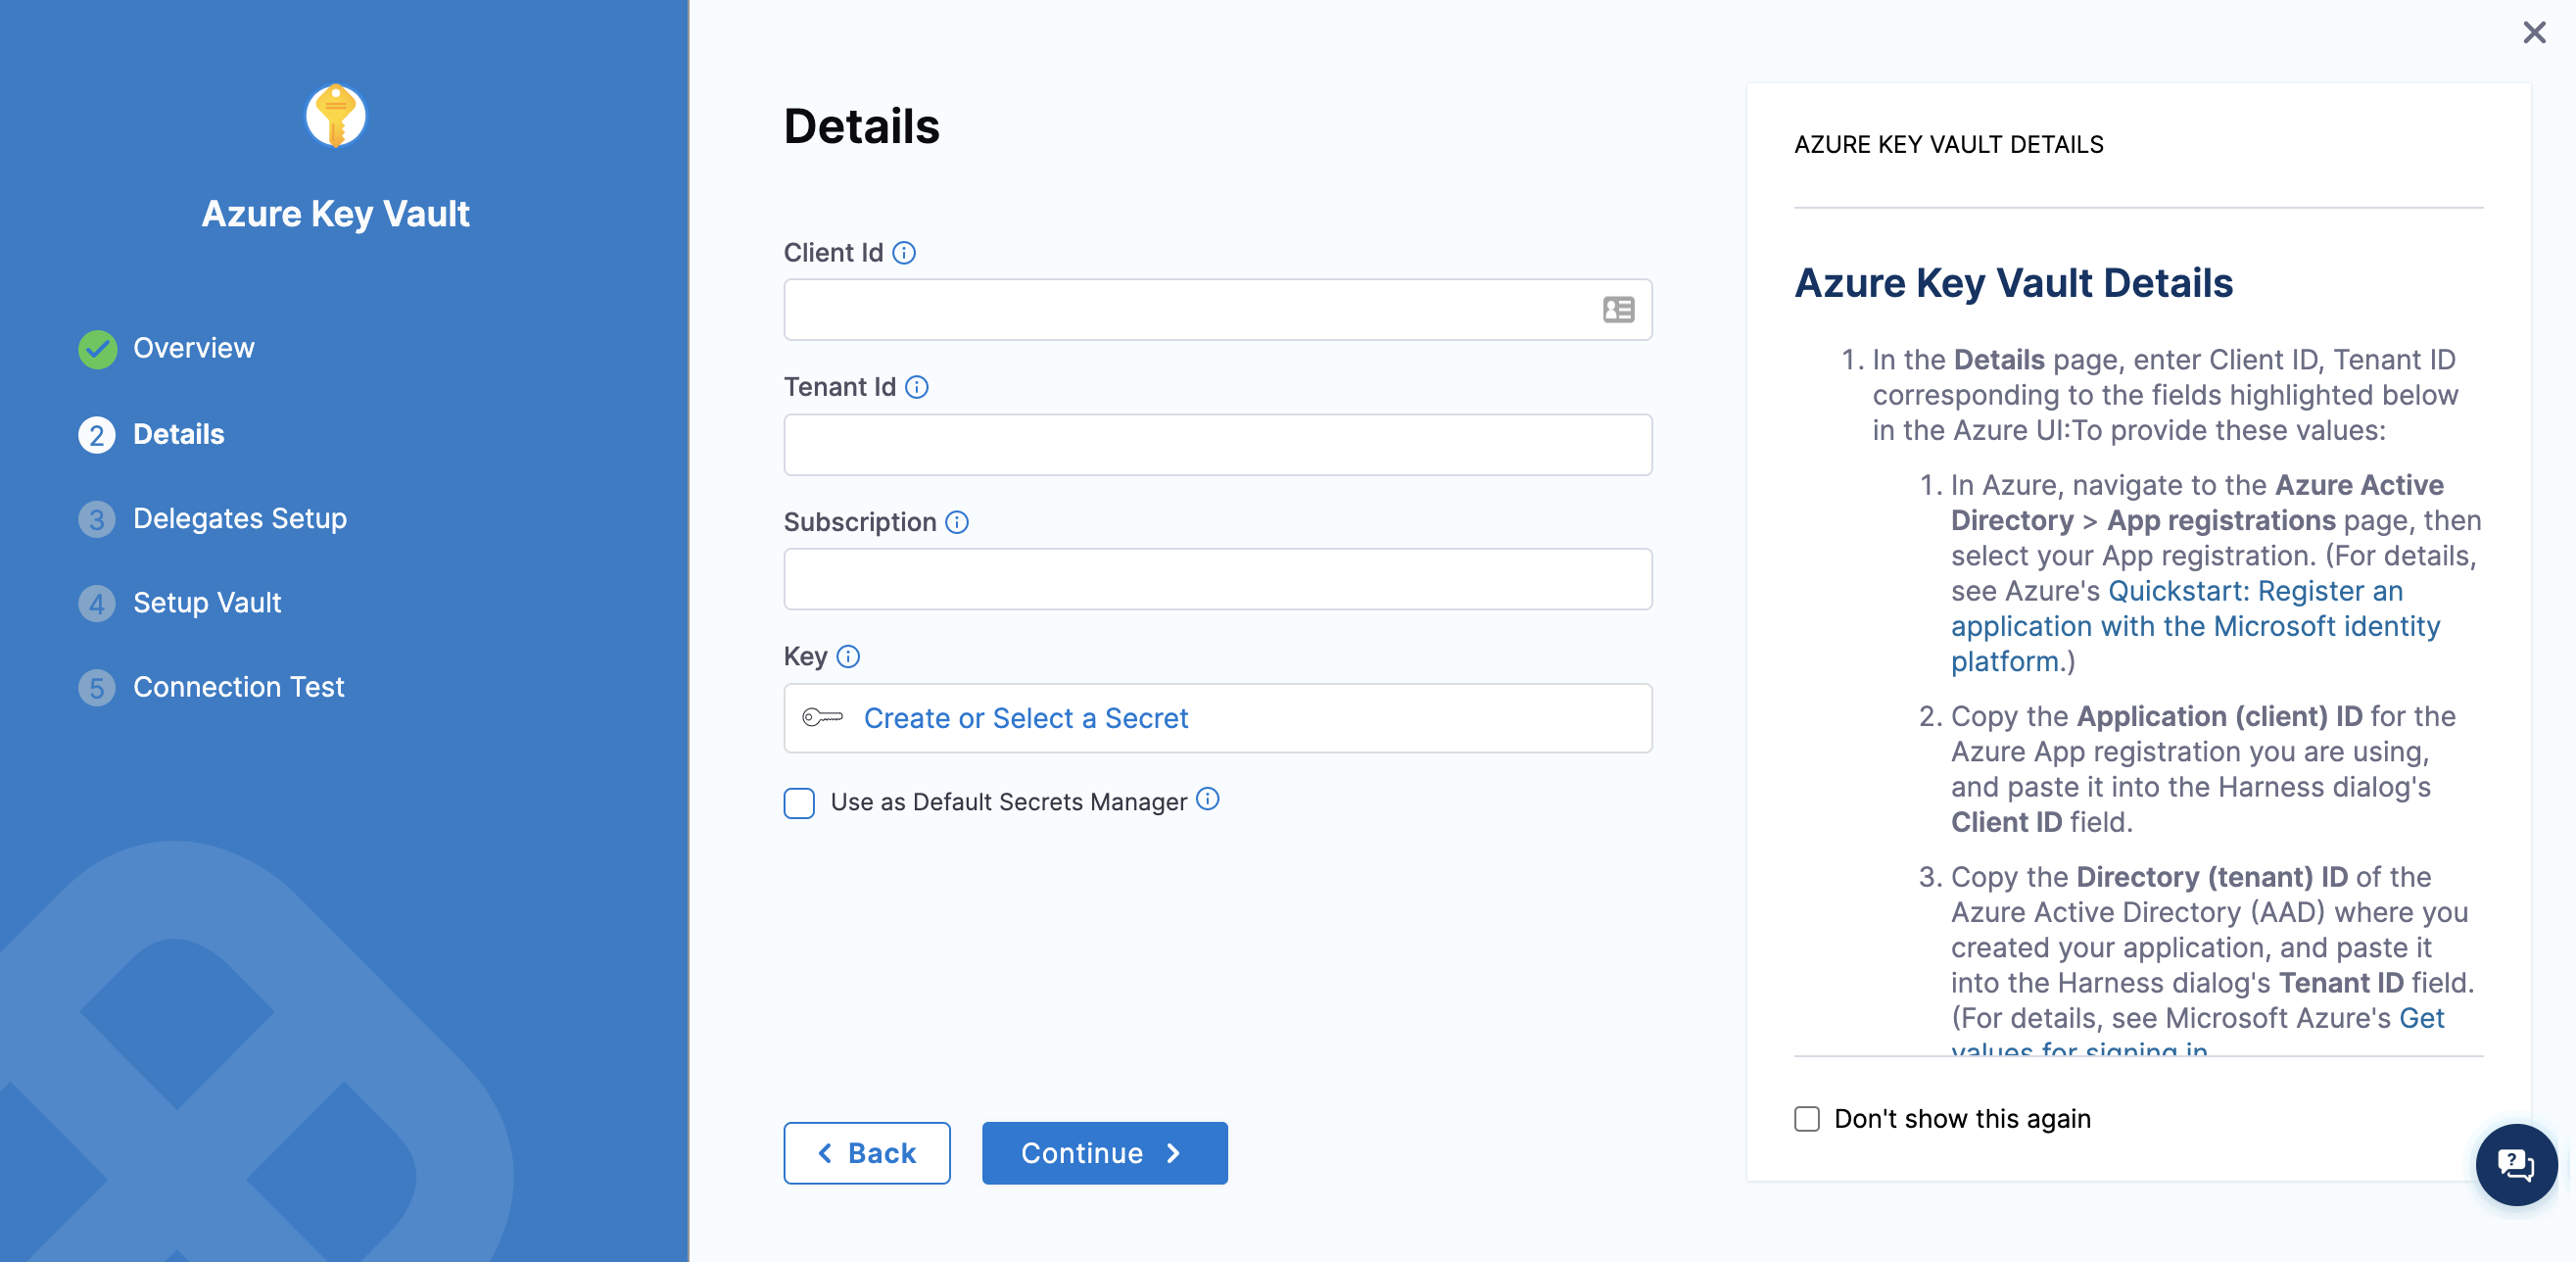 Azure Key Vault
Overview
2 Details
3 Delegates Setup
4 Setup Vault
5 Connection Test
Details
Client Id
Tenant Id
Subscription
Key
Create or Select a Secret
Use as Default Secrets Manager
Back
Continue
AZURE KEY VAULT DETAILS
Azure Key Vault Details
1. In the Details page, enter Client ID, Tenant ID
corresponding to the fields highlighted below
in the Azure UI:To provide these values:
1. In Azure, navigate to the Azure Active
Directory > App registrations page, then
select your App registration. (For details,
see Azure's Quickstart: Register an
application with the Microsoft identity
platform.)
2. Copy the Application (client) ID for the
Azure App registration you are using,
and paste it into the Harness dialog's
Client ID field.
3. Copy the Directory (tenant) ID of the
Azure Active Directory (AAD) where you
created your application, and paste it
into the Harness dialog's Tenant ID field.
(For details, see Microsoft Azure's Get
values for signing in
Don't show this again